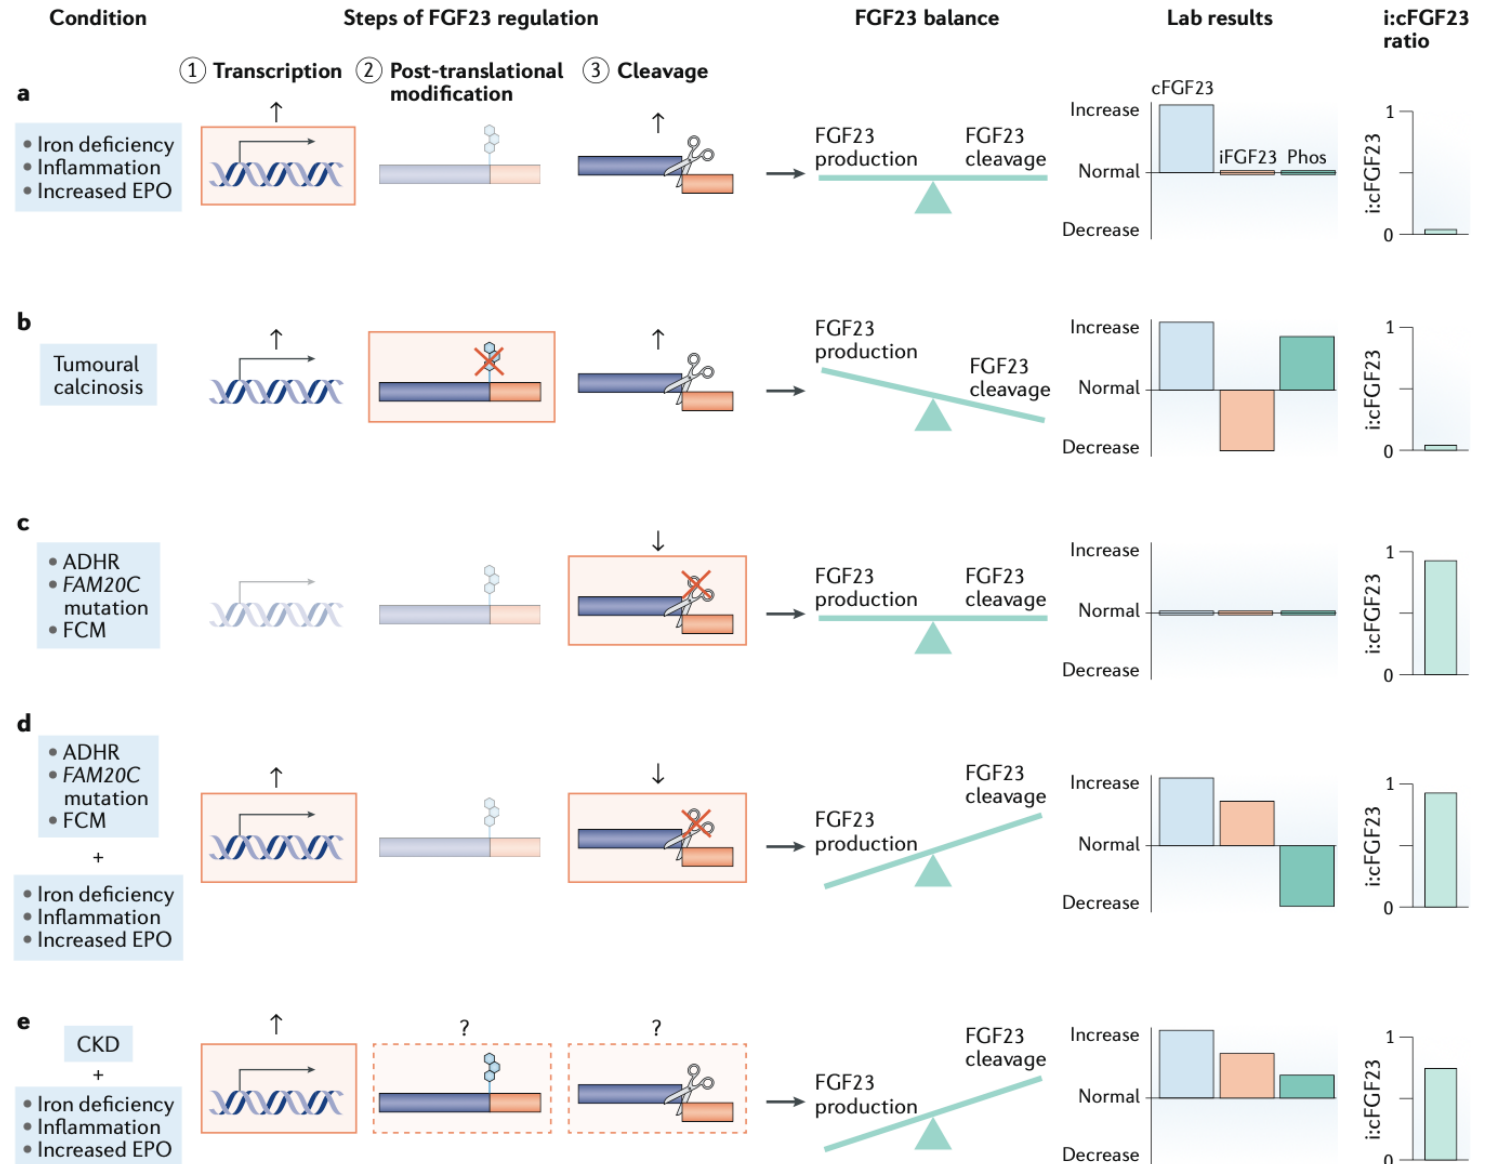 Condition
Steps of FGF23 regulation
FGF23 balance
Lab results
i:cFGF23
ratio
1 Transcription
2 Post-translational
modification
3 Cleavage
a
• Iron deficiency
• Inflammation
• Increased EPO
↑
↑
FGF23
production
FGF23
cleavage
Increase
Normal
Decrease
cFGF23
iFGF23
Phos
i:cFGF23
1
0
b
Tumoural
calcinosis
↑
↑
FGF23
production
FGF23
cleavage
Increase
Normal
Decrease
i:cFGF23
1
0
c
• ADHR
• FAM20C
mutation
• FCM
↓
FGF23
production
FGF23
cleavage
Increase
Normal
Decrease
i:cFGF23
1
0
d
• ADHR
• FAM20C
mutation
• FCM
+
• Iron deficiency
• Inflammation
• Increased EPO
↑
↓
FGF23
production
FGF23
cleavage
Increase
Normal
Decrease
i:cFGF23
1
0
e
CKD
+
• Iron deficiency
• Inflammation
• Increased EPO
↑
?
?
FGF23
production
FGF23
cleavage
Increase
Normal
Decrease
i:cFGF23
1
0